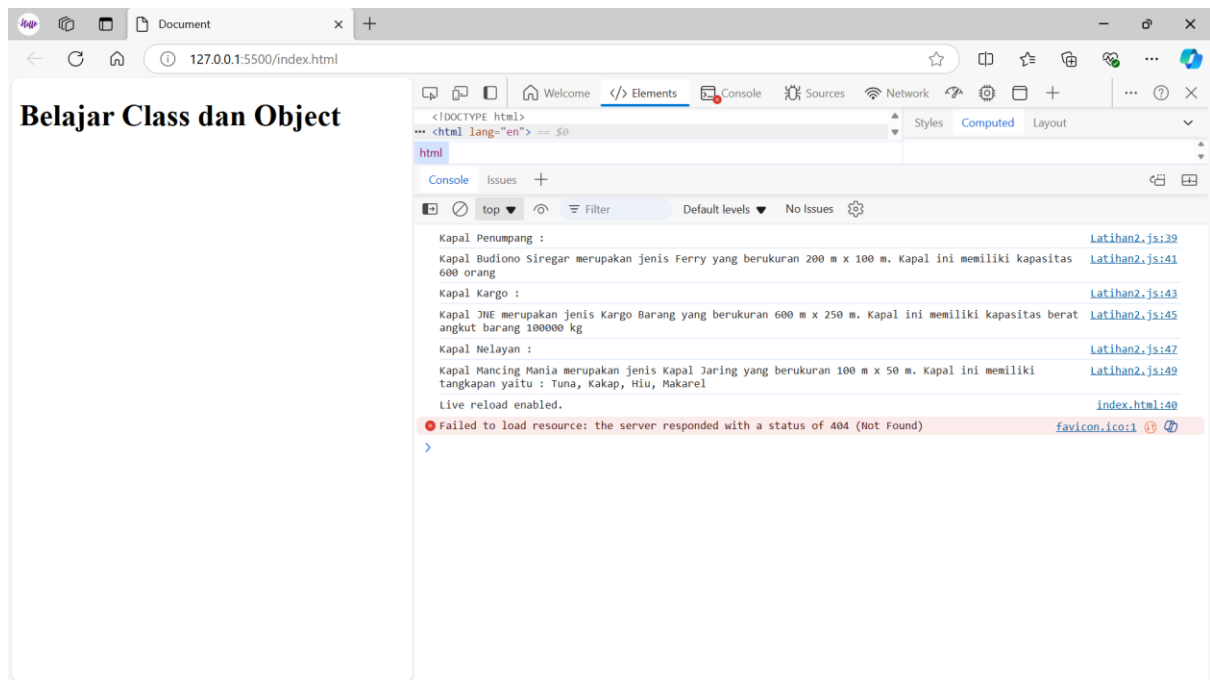 Hello
Document
127.0.0.1:5500/index.html
Belajar Class dan Object
Welcome </> Elements Console Sources Network
<!DOCTYPE html>
<html lang="en"> == $0
html
Styles Computed Layout
Console Issues
top Filter Default levels No Issues
Kapal Penumpang : Latihan2.js:39
Kapal Budiono Siregar merupakan jenis Ferry yang berukuran 200 m x 100 m. Kapal ini memiliki kapasitas Latihan2.js:41
600 orang
Kapal Kargo : Latihan2.js:43
Kapal JNE merupakan jenis Kargo Barang yang berukuran 600 m x 250 m. Kapal ini memiliki kapasitas berat Latihan2.js:45
angkut barang 100000 kg
Kapal Nelayan : Latihan2.js:47
Kapal Mancing Mania merupakan jenis Kapal Jaring yang berukuran 100 m x 50 m. Kapal ini memiliki Latihan2.js:49
tangkapan yaitu : Tuna, Kakap, Hiu, Makarel
Live reload enabled. index.html:40
Failed to load resource: the server responded with a status of 404 (Not Found) favicon.ico:1